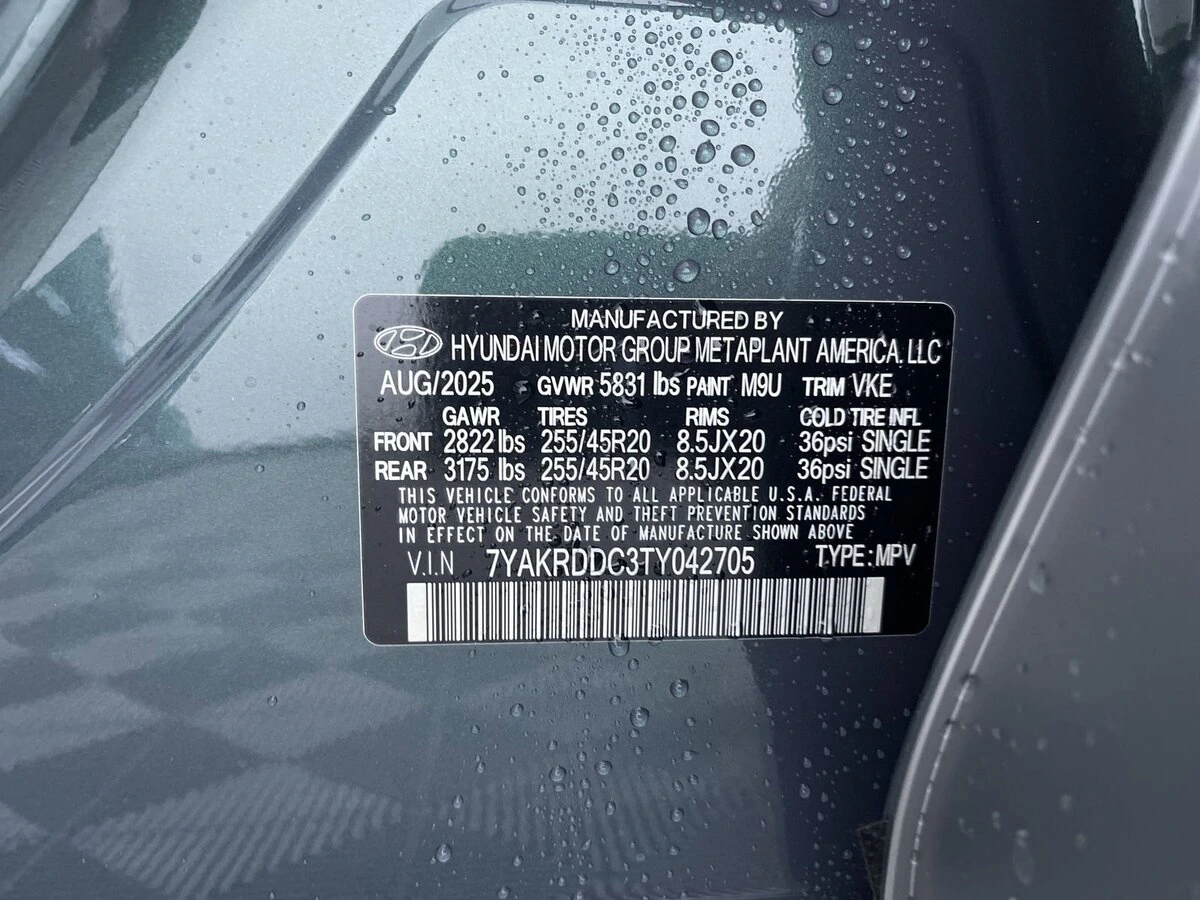 MANUFACTURED BY
HYUNDAI MOTOR GROUP METAPLANT AMERICA. LLC
AUG/2025 GVWR 5831 lbs PAINT M9U TRIM VKE
GAWR TIRES RIMS COLD TIRE INFL
FRONT 2822 lbs 255/45R20 8.5JX20 36psi SINGLE
REAR 3175 lbs 255/45R20 8.5JX20 36psi SINGLE
THIS VEHICLE CONFORMS TO ALL APPLICABLE U.S.A. FEDERAL
MOTOR VEHICLE SAFETY AND THEFT PREVENTION STANDARDS
IN EFFECT ON THE DATE OF MANUFACTURE SHOWN ABOVE
V.I.N 7YAKRDDC3TY042705 TYPE:MPV